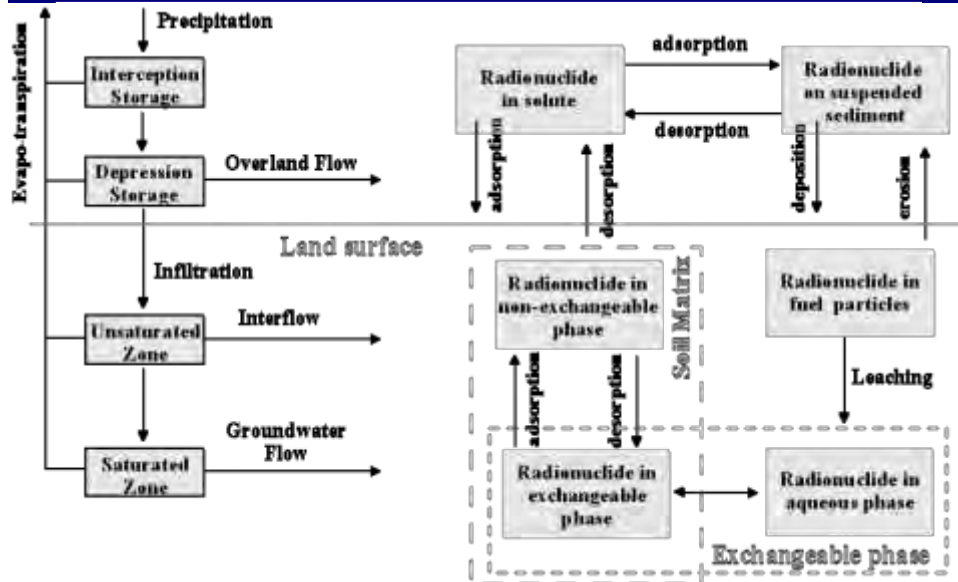 Precipitation
Evapo-transpiration
Interception
Storage
Depression
Storage
Overland Flow
Land surface
Infiltration
Unsaturated
Zone
Interflow
Groundwater
Flow
Saturated
Zone
Radionuclide
in solute
adsorption
desorption
Radionuclide
on suspended
sediment
adsorption
desorption
deposition
erosion
Radionuclide in
non-exchangeable
phase
Soil Matrix
Radionuclide in
fuel particles
adsorption
desorption
Leaching
Radionuclide in
exchangeable
phase
Radionuclide in
aqueous phase
Exchangeable phase